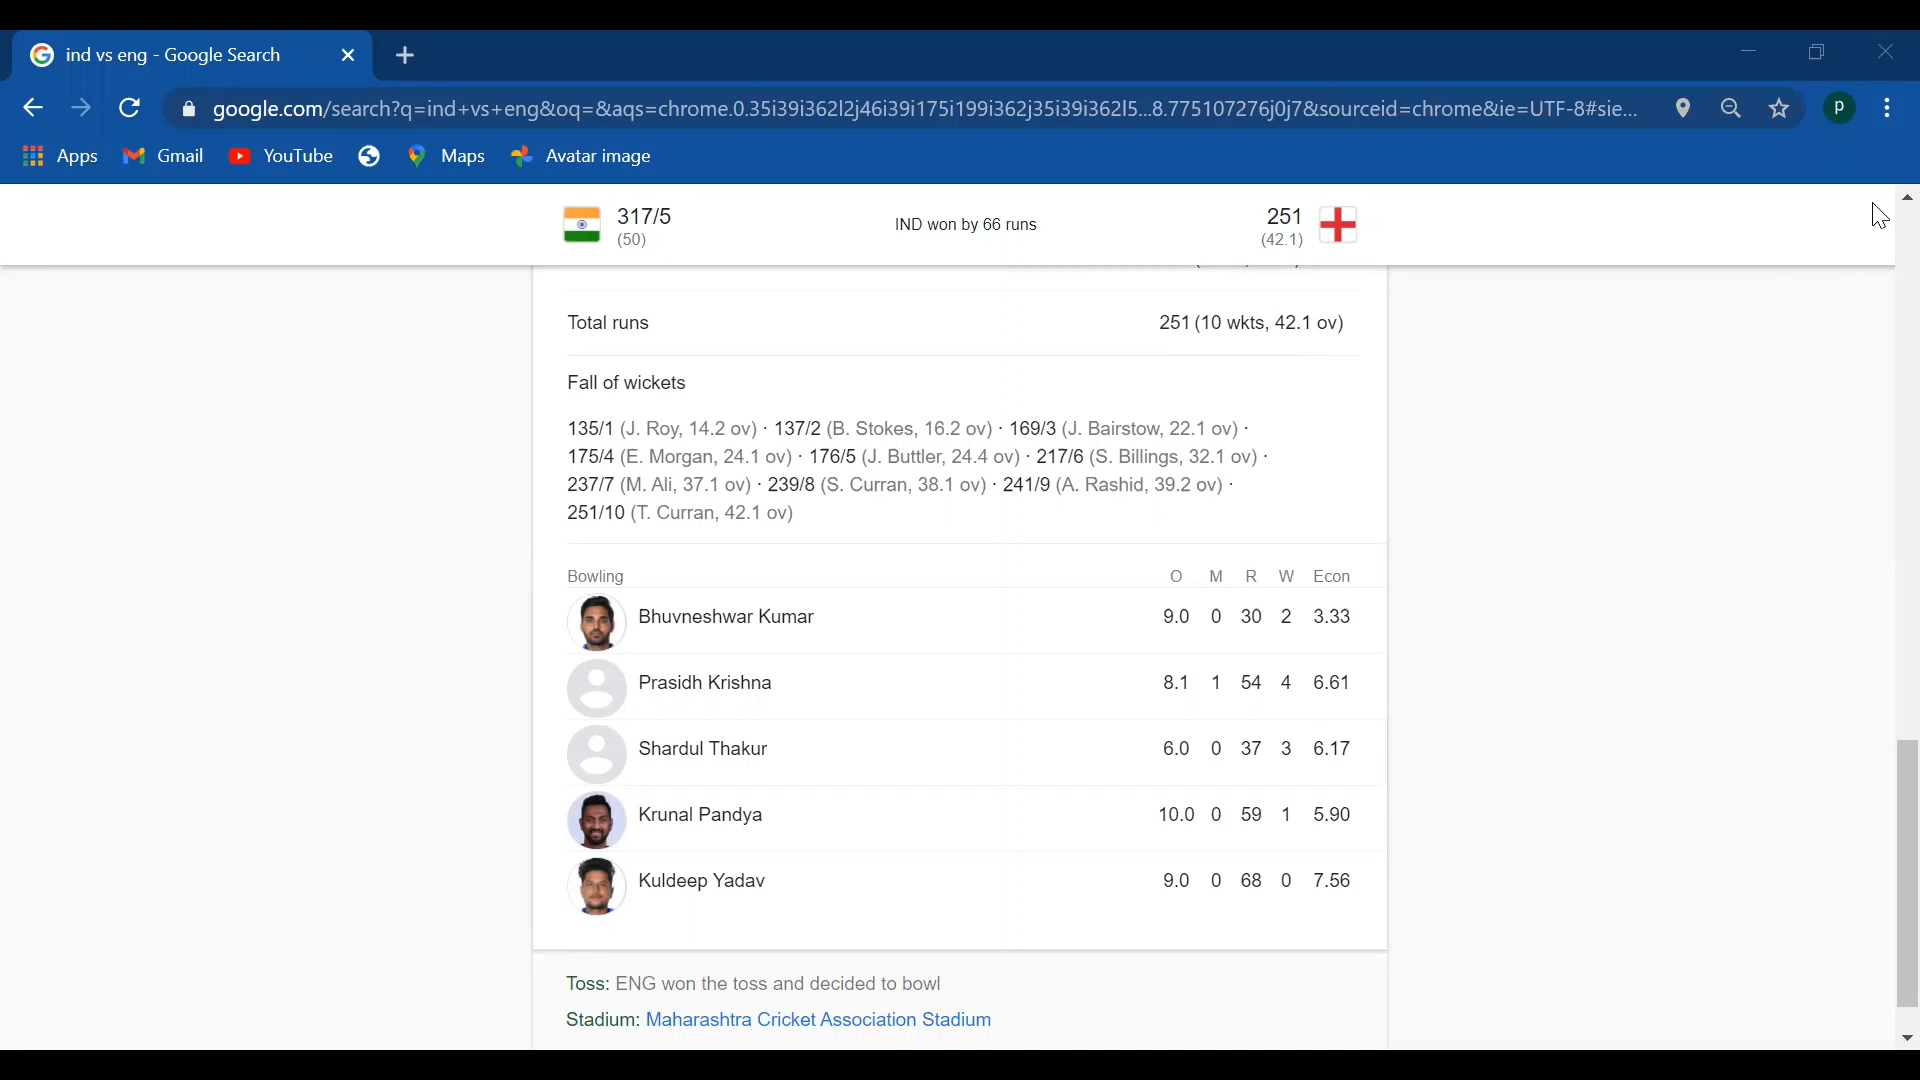 ind vs eng - Google Search
google.com/search?q=ind+vs+eng&oq=&aqs=chrome.0.35i39i362l2j46i39i175i199i362j35i39i362l5...8.775107276j0j7&sourceid=chrome&ie=UTF-8#sie... P
Apps Gmail YouTube Maps Avatar image
317/5 IND won by 66 runs 251
(50) (42.1)
Total runs 251 (10 wkts, 42.1 ov)
Fall of wickets
135/1 (J. Roy, 14.2 ov) · 137/2 (B. Stokes, 16.2 ov) · 169/3 (J. Bairstow, 22.1 ov) ·
175/4 (E. Morgan, 24.1 ov) · 176/5 (J. Buttler, 24.4 ov) · 217/6 (S. Billings, 32.1 ov) ·
237/7 (M. Ali, 37.1 ov) · 239/8 (S. Curran, 38.1 ov) · 241/9 (A. Rashid, 39.2 ov) ·
251/10 (T. Curran, 42.1 ov)
Bowling O M R W Econ
Bhuvneshwar Kumar 9.0 0 30 2 3.33
Prasidh Krishna 8.1 1 54 4 6.61
Shardul Thakur 6.0 0 37 3 6.17
Krunal Pandya 10.0 0 59 1 5.90
Kuldeep Yadav 9.0 0 68 0 7.56
Toss: ENG won the toss and decided to bowl
Stadium: Maharashtra Cricket Association Stadium